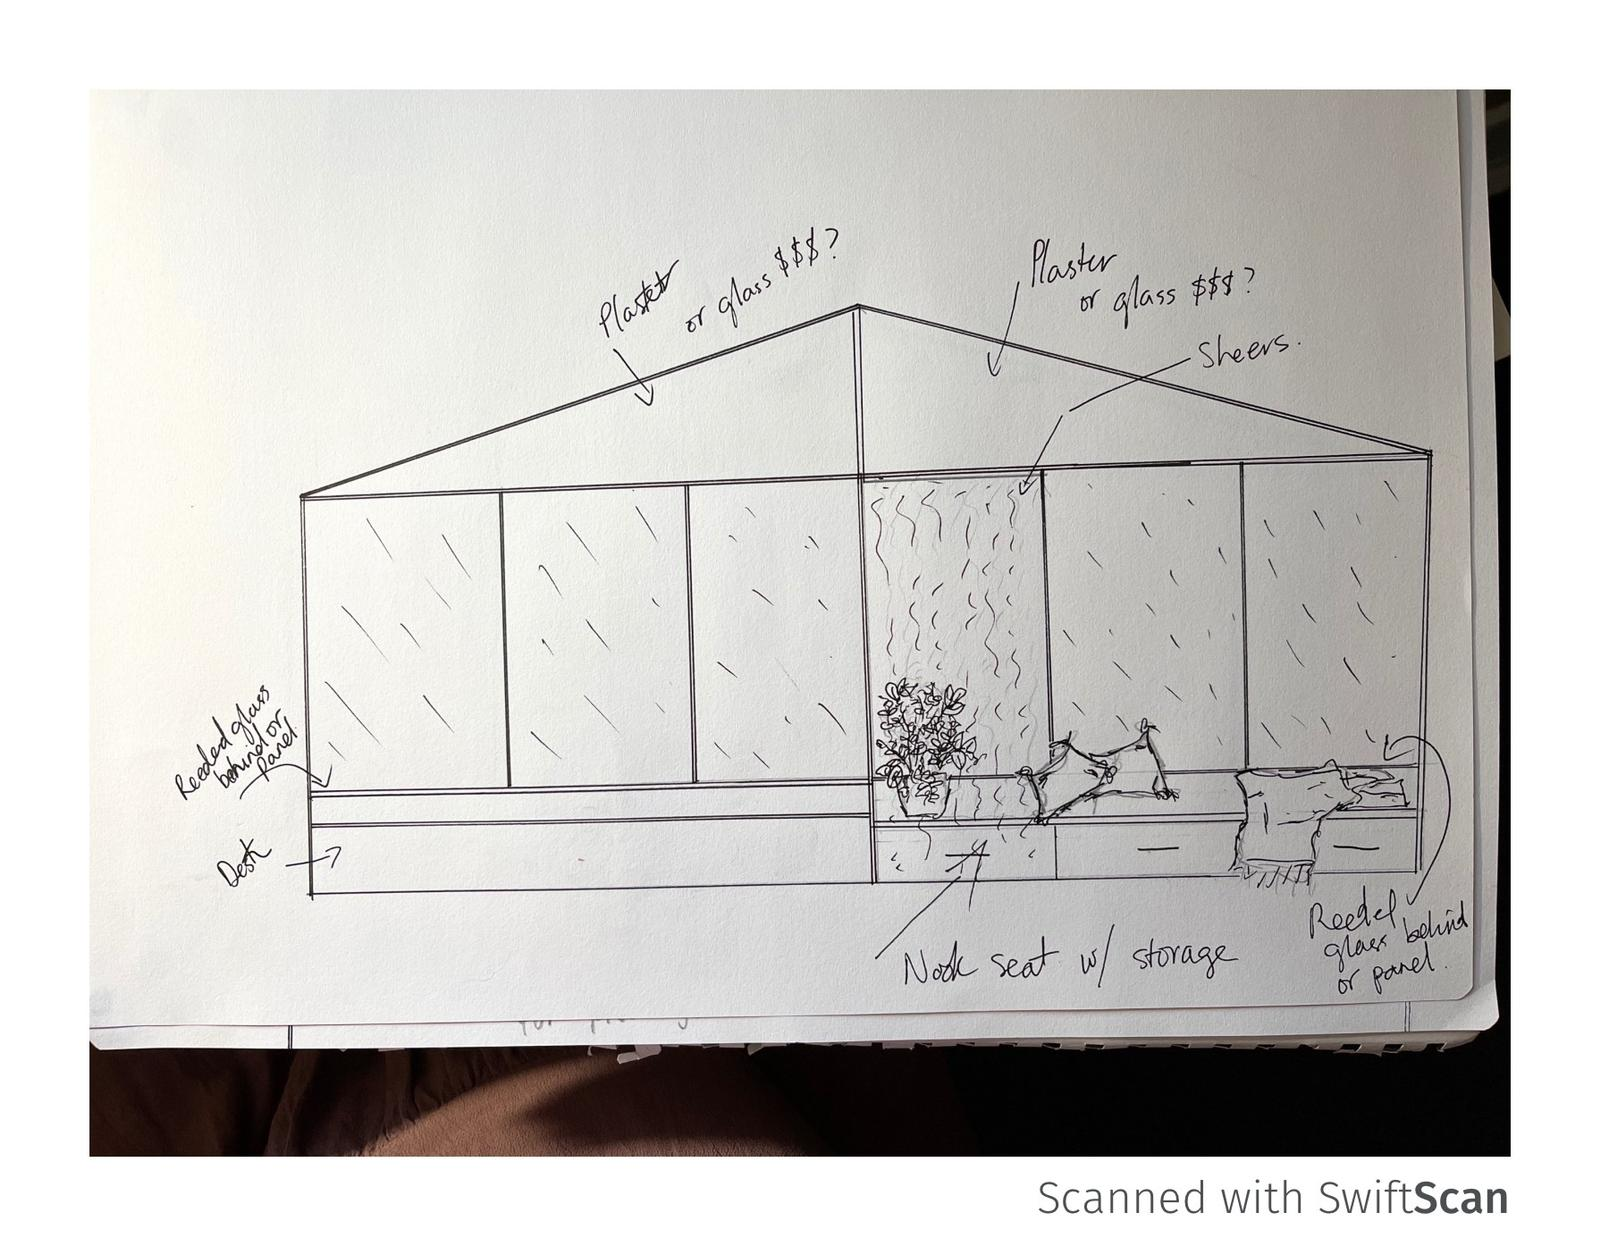 Plaster
or glass $$$?
Plaster
or glass $$$?
Sheers.
Reeded glass
behind or
panel
Desk
Nook seat w/ storage
Reeded
glass behind
or panel.
Scanned with SwiftScan